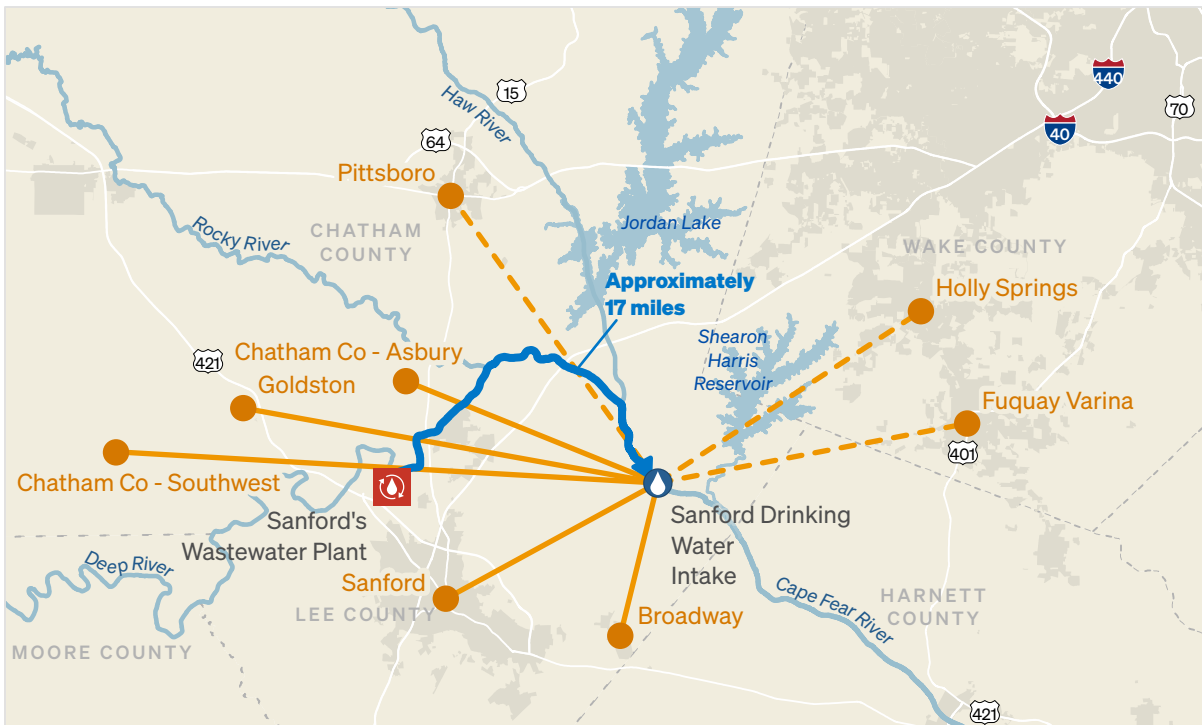 440
15
70
40
Haw River
64
Pittsboro
Jordan Lake
CHATHAM
COUNTY
Rocky River
WAKE COUNTY
Approximately
17 miles
Holly Springs
Shearon
Harris
Reservoir
421
Chatham Co - Asbury
Goldston
Fuquay Varina
401
Chatham Co - Southwest
Sanford's
Wastewater Plant
Sanford Drinking
Water
Intake
Deep River
Sanford
Cape Fear River
HARNETT
COUNTY
LEE COUNTY
Broadway
MOORE COUNTY
421